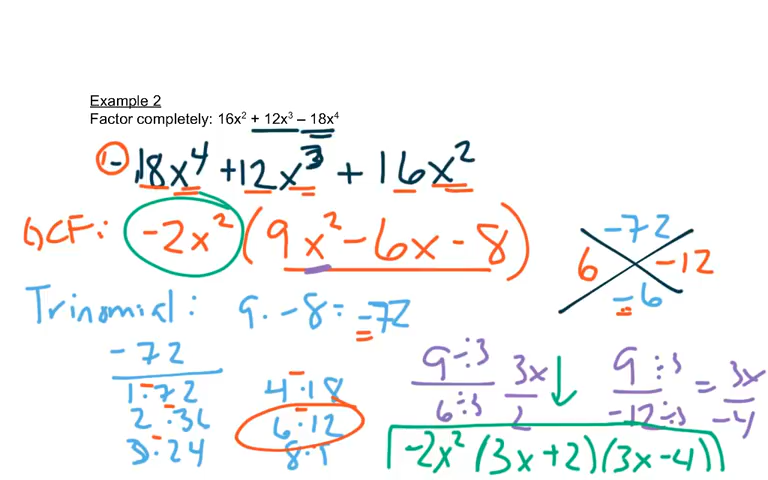 Example 2
Factor completely: 16x² + 12x³ – 18x⁴
-18x⁴ + 12x³ + 16x²
GCF: -2x² (9x² - 6x - 8)
Trinomial: 9 · -8 = -72
-72
6 -12
-6
-72
1 · -72
2 · -36
3 · -24
4 · -18
6 · -12
8 ·
9 ÷3 / 6 ÷3 3x / 2
9 ÷3 / -12 ÷3 = 3x / -4
-2x² (3x + 2)(3x - 4)